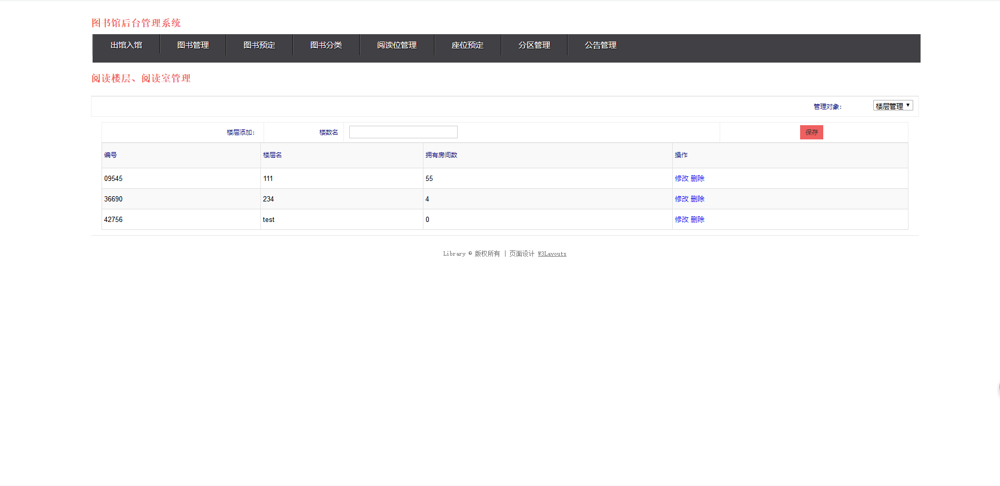 图书馆后台管理系统
出馆入馆 图书管理 图书预定 图书分类 阅读位管理 座位预定 分区管理 公告管理
阅读楼层、阅读室管理
管理对象： 楼层管理
楼层添加： 楼数名 保存
编号 楼层名 拥有房间数 操作
09545 111 55 修改 删除
36690 234 4 修改 删除
42756 test 0 修改 删除
Library © 版权所有 | 页面设计 W3Layouts